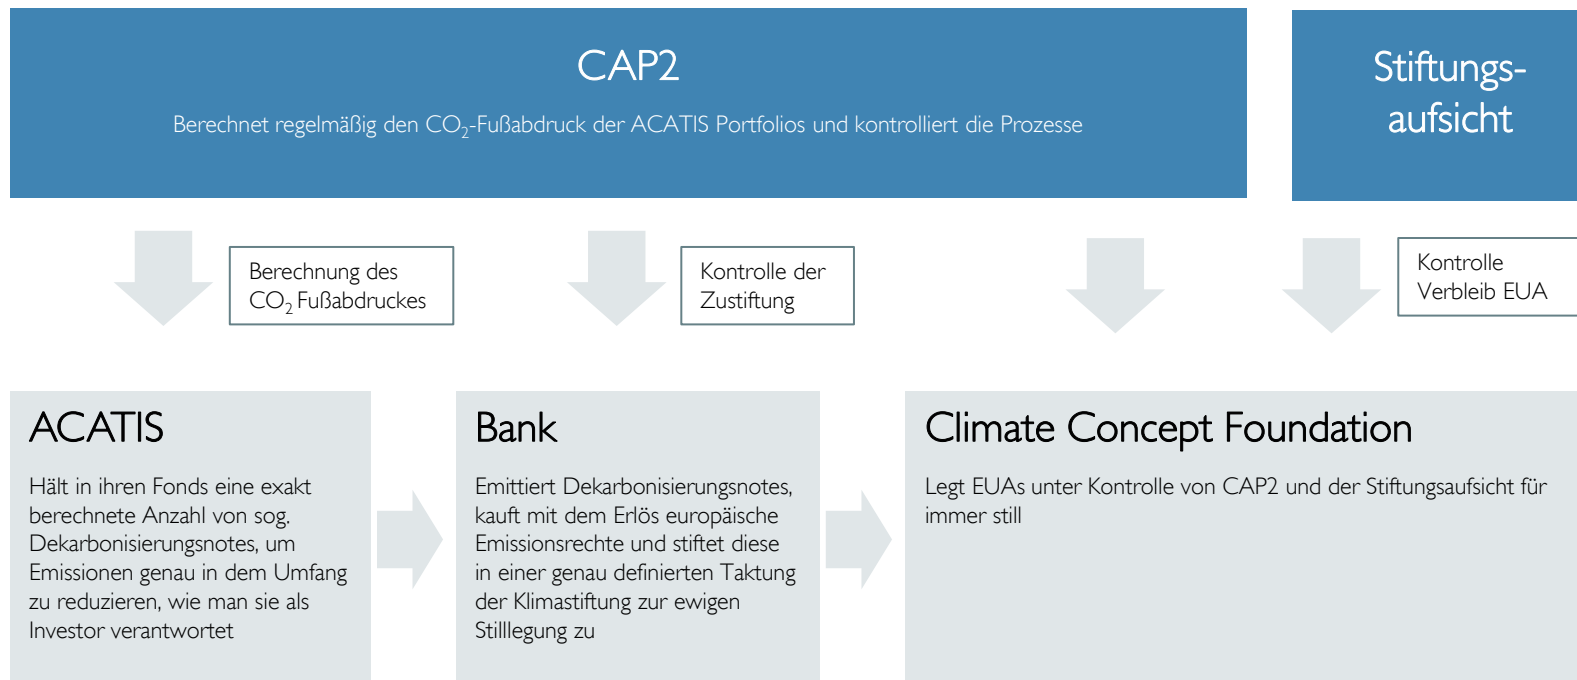 CAP2
Berechnet regelmäßig den CO₂-Fußabdruck der ACATIS Portfolios und kontrolliert die Prozesse
Stiftungs-
aufsicht
Berechnung des
CO₂ Fußabdruckes
Kontrolle der
Zustiftung
Kontrolle
Verbleib EUA
ACATIS
Hält in ihren Fonds eine exakt
berechnete Anzahl von sog.
Dekarbonisierungsnotes, um
Emissionen genau in dem Umfang
zu reduzieren, wie man sie als
Investor verantwortet
Bank
Emittiert Dekarbonisierungsnotes,
kauft mit dem Erlös europäische
Emissionsrechte und stiftet diese
in einer genau definierten Taktung
der Klimastiftung zur ewigen
Stilllegung zu
Climate Concept Foundation
Legt EUAs unter Kontrolle von CAP2 und der Stiftungsaufsicht für
immer still